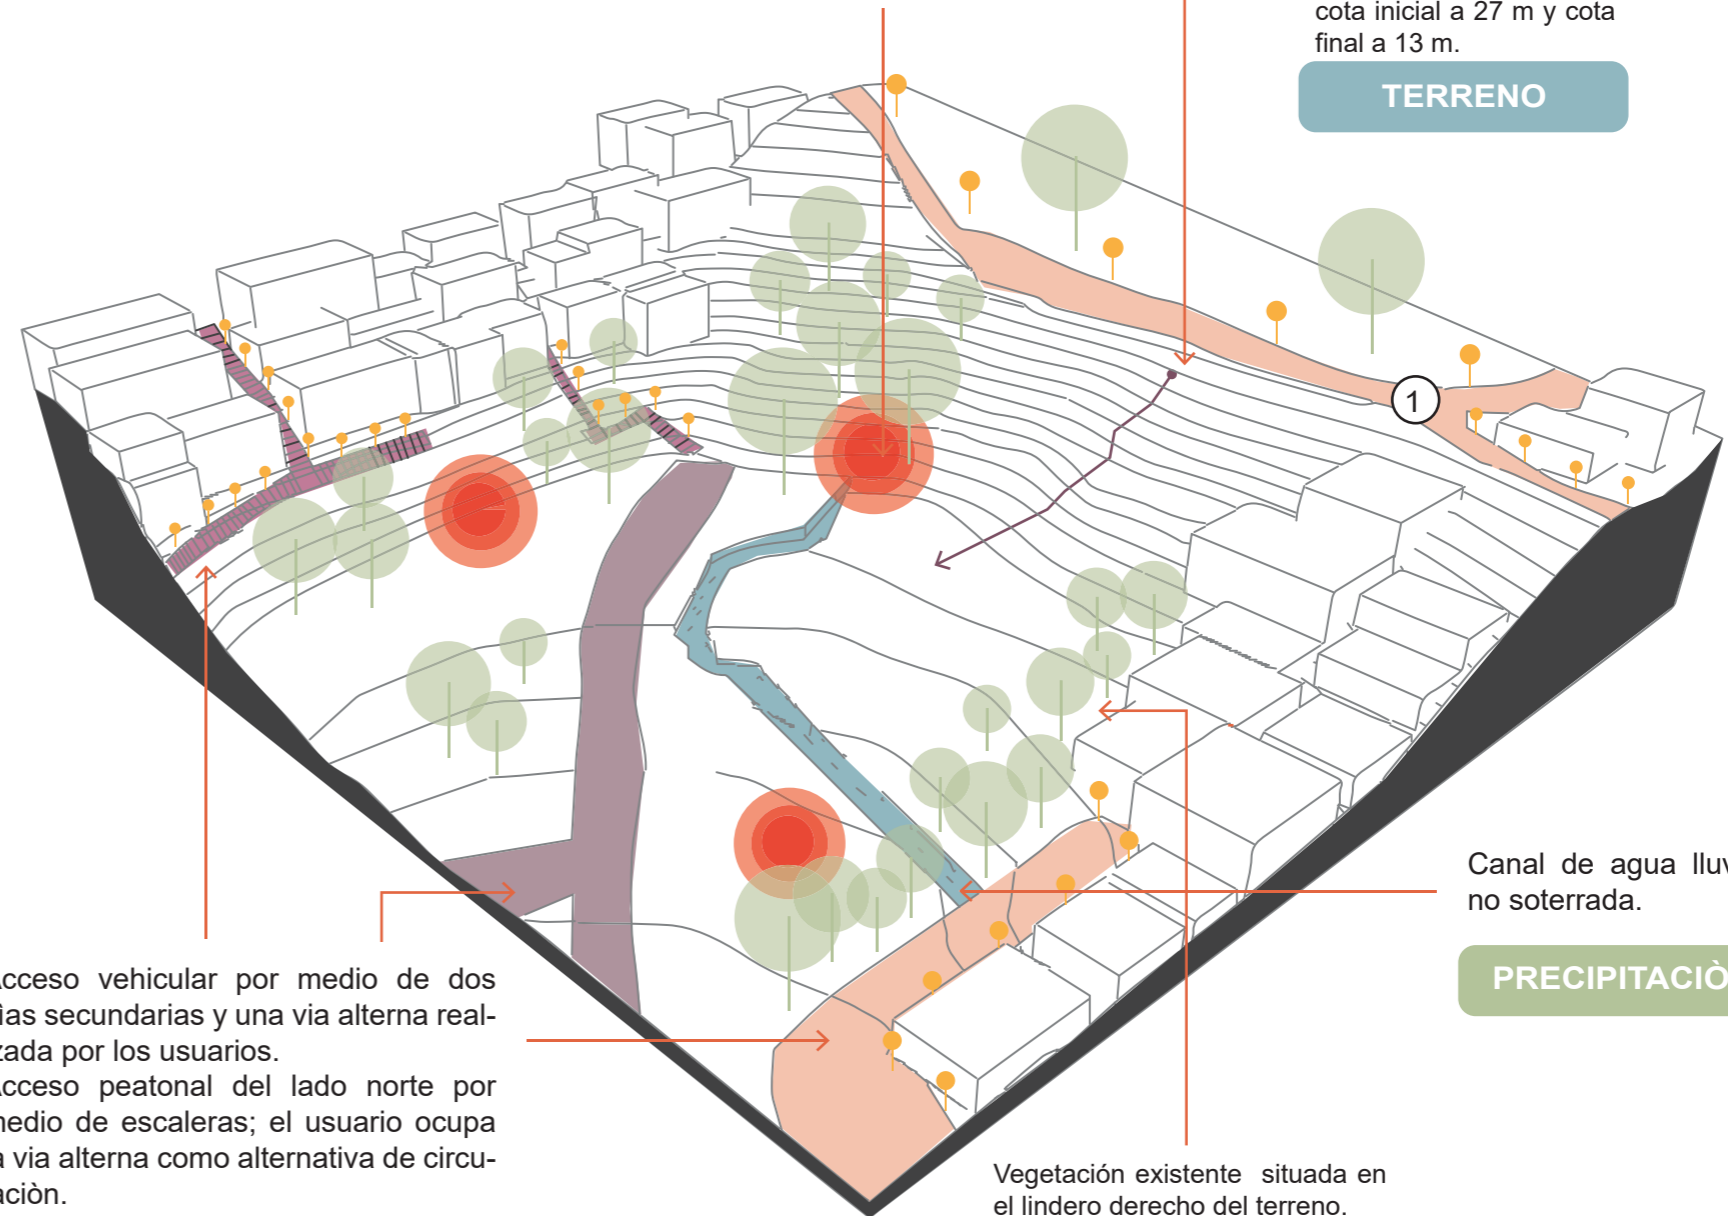 cota inicial a 27 m y cota
final a 13 m.
TERRENO
1
Canal de agua lluv
no soterrada.
PRECIPITACIÒ
cceso vehicular por medio de dos
ìas secundarias y una via alterna real-
zada por los usuarios.
cceso peatonal del lado norte por
nedio de escaleras; el usuario ocupa
a via alterna como alternativa de circu-
aciòn.
Vegetación existente situada en
el lindero derecho del terreno.